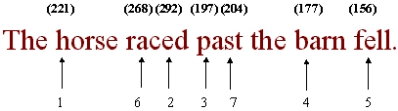 (221) (268) (292) (197) (204) (177) (156)
The horse raced past the barn fell.
1 6 2 3 7 4 5